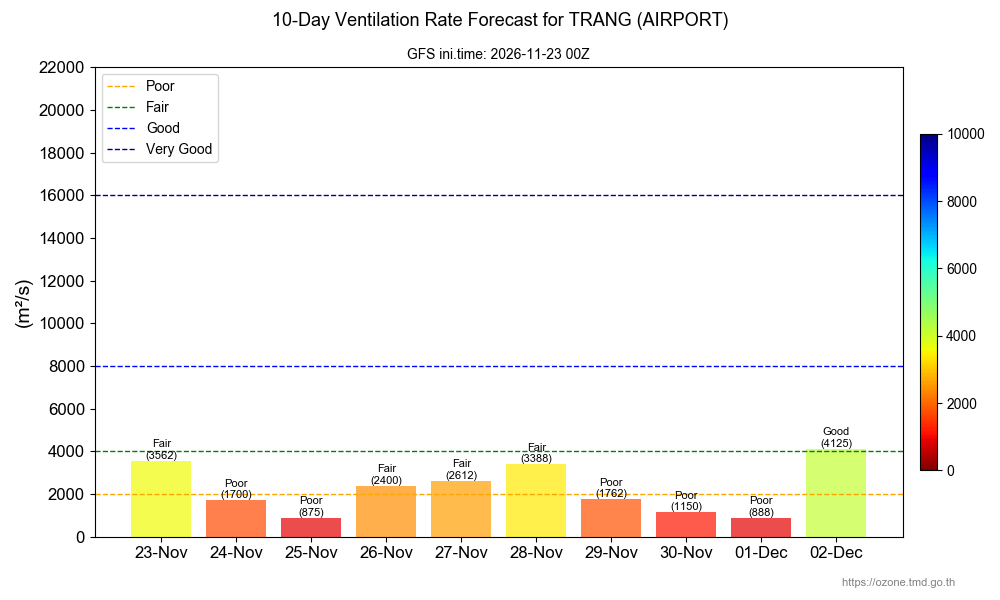 10-Day Ventilation Rate Forecast for TRANG (AIRPORT)
GFS ini.time: 2026-11-23 00Z
(m²/s)
22000
20000
18000
16000
14000
12000
10000
8000
6000
4000
2000
0
Poor
Fair
Good
Very Good
Fair
(3562)
Poor
(1700)
Poor
(875)
Fair
(2400)
Fair
(2612)
Fair
(3388)
Poor
(1762)
Poor
(1150)
Poor
(888)
Good
(4125)
23-Nov
24-Nov
25-Nov
26-Nov
27-Nov
28-Nov
29-Nov
30-Nov
01-Dec
02-Dec
10000
8000
6000
4000
2000
0
https://ozone.tmd.go.th